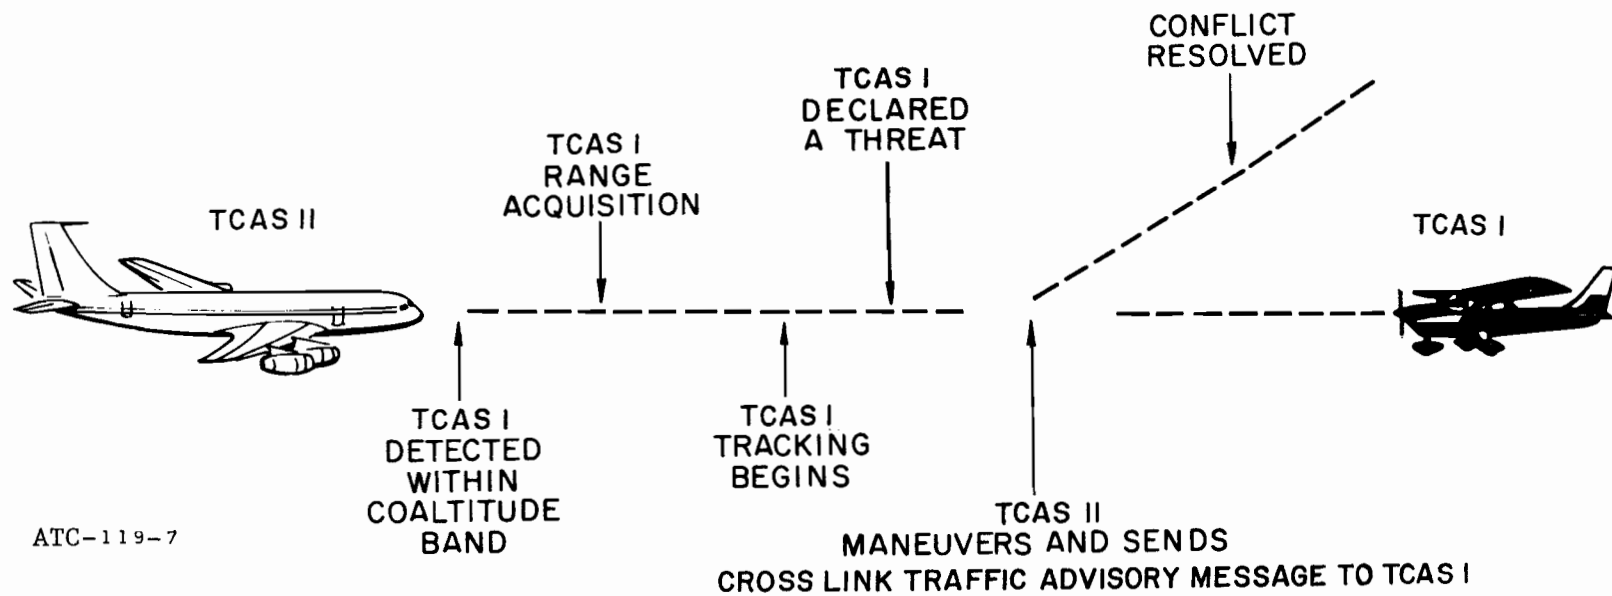 CONFLICT
RESOLVED
TCAS I
DECLARED
A THREAT
TCAS I
RANGE
ACQUISITION
TCAS II
TCAS I
TCAS I
DETECTED
WITHIN
COALTITUDE
BAND
TCAS I
TRACKING
BEGINS
TCAS II
MANEUVERS AND SENDS
CROSS LINK TRAFFIC ADVISORY MESSAGE TO TCAS I
ATC-119-7